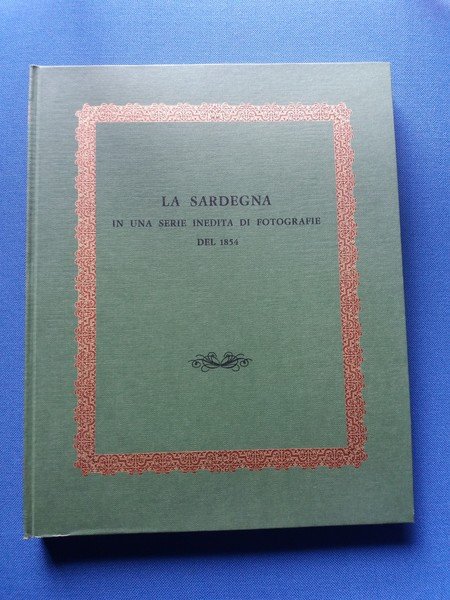 LA SARDEGNA
IN UNA SERIE INEDITA DI FOTOGRAFIE
DEL 1854